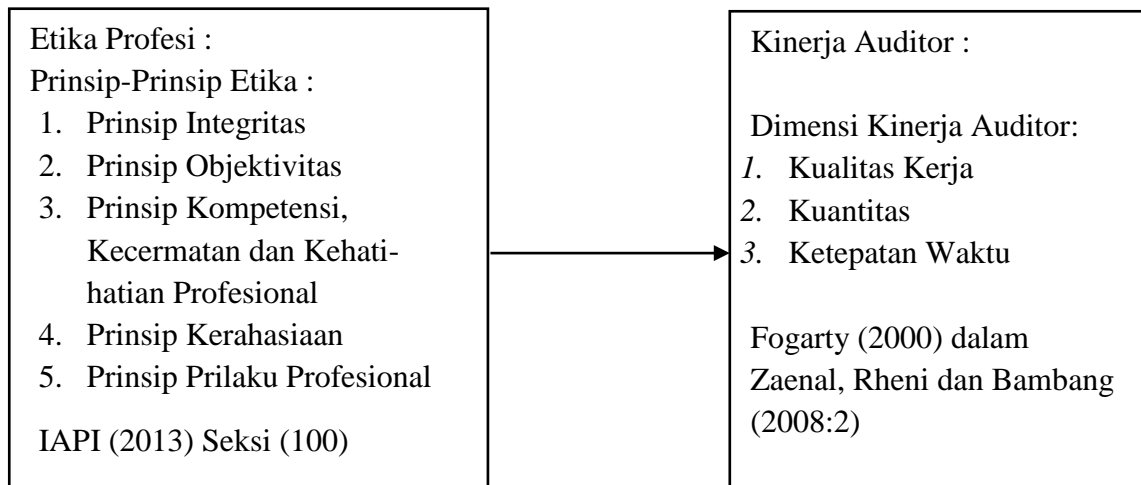 Etika Profesi :
Prinsip-Prinsip Etika :
1. Prinsip Integritas
2. Prinsip Objektivitas
3. Prinsip Kompetensi,
Kecermatan dan Kehati-
hatian Profesional
4. Prinsip Kerahasiaan
5. Prinsip Prilaku Profesional
IAPI (2013) Seksi (100)
Kinerja Auditor :
Dimensi Kinerja Auditor:
1. Kualitas Kerja
2. Kuantitas
3. Ketepatan Waktu
Fogarty (2000) dalam
Zaenal, Rheni dan Bambang
(2008:2)